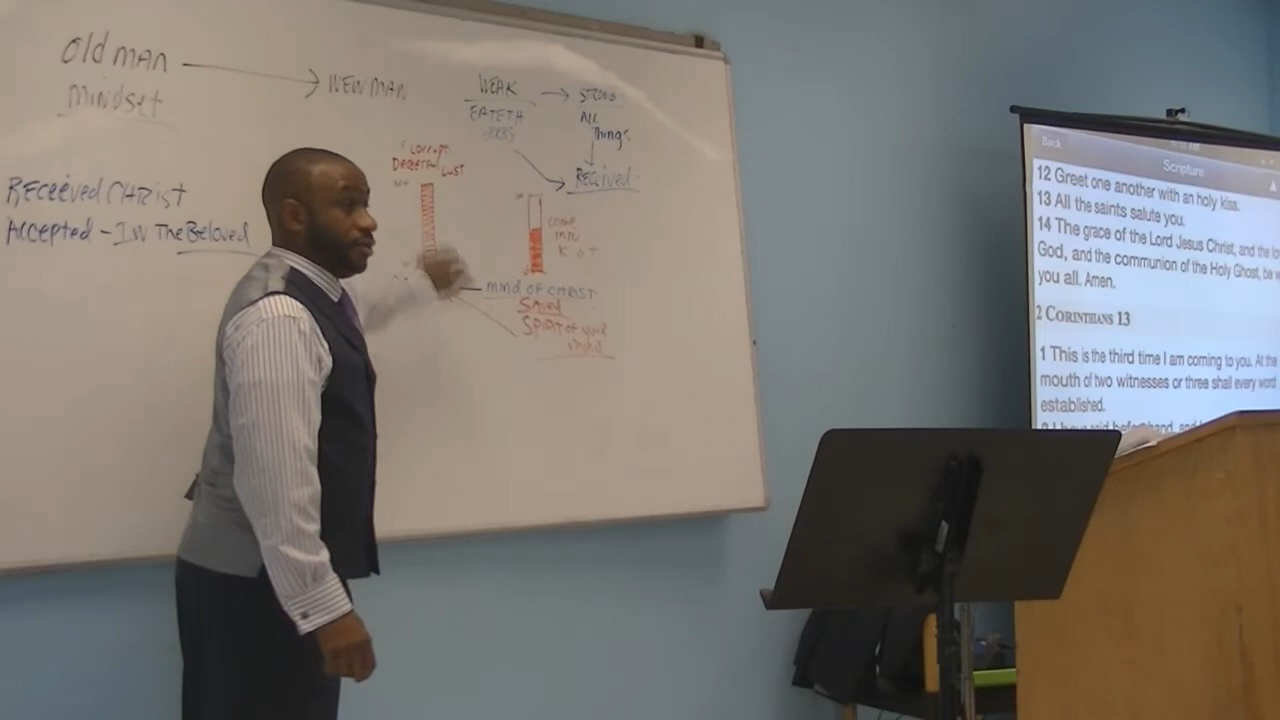 Old MAN
mindset
NEW MAN
WEAK
EATETH
STRONG
ALL
Things
RECEIVED
RECEIVED CHRIST
ACCEPTED - IN The Beloved
CORRUPT
DECEITFUL LUST
come
into
K O T
MIND OF CHRIST
SPIRIT OF your
mind
Back
Scripture
12 Greet one another with an holy kiss.
13 All the saints salute you.
14 The grace of the Lord Jesus Christ, and the
God, and the communion of the Holy Ghost, be
you all. Amen.
2 CORINTHIANS 13
1 This is the third time I am coming to you. At the
mouth of two witnesses or three shall every word
established.